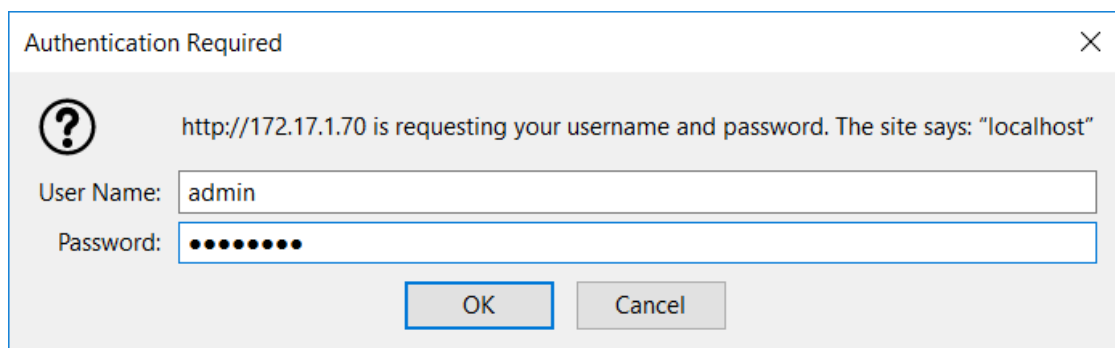 Authentication Required
http://172.17.1.70 is requesting your username and password. The site says: “localhost”
User Name: admin
Password: ●●●●●●●●
OK Cancel